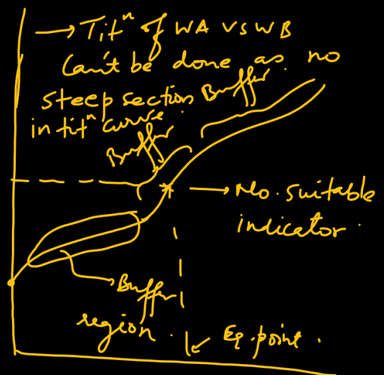 → Titⁿ of WA vs WB
Can't be done as no
steep section
in titⁿ curve.
Buffer
Buffer
→ No. suitable
indicator.
Buffer
region.
Eq. point.